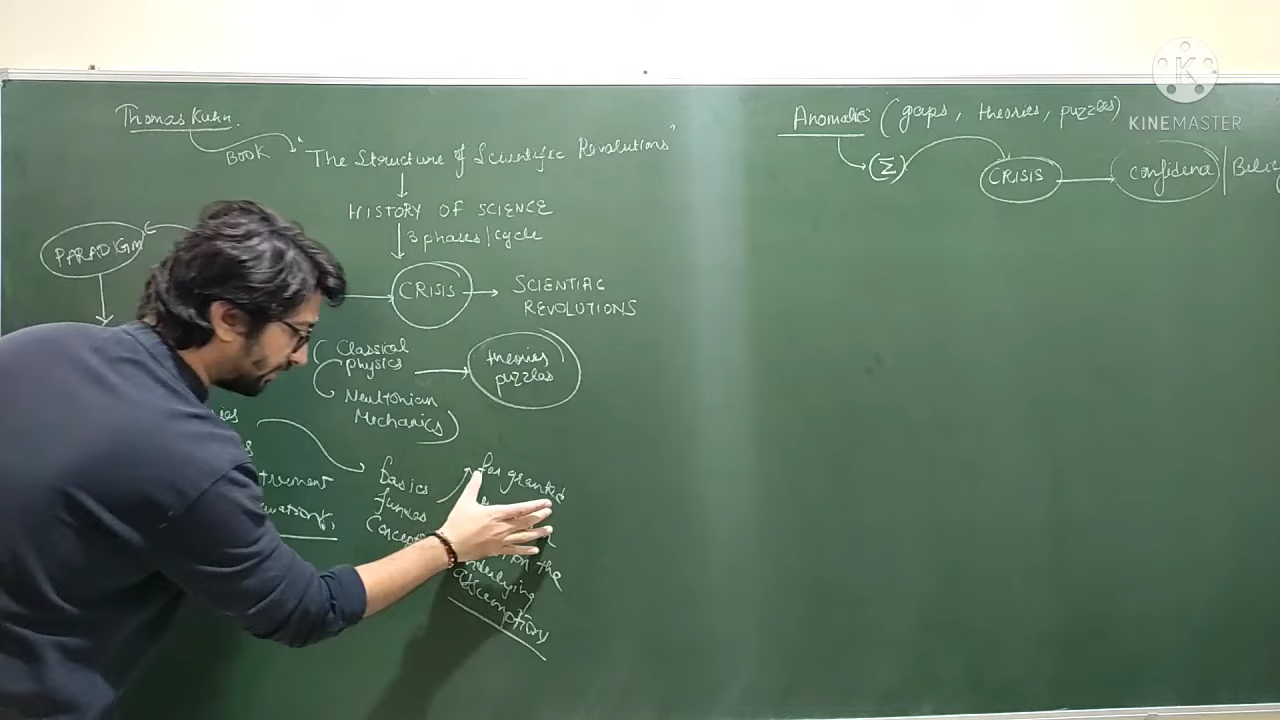 Thomas Kuhn.
BOOK
"The Structure of Scientific Revolutions"
HISTORY OF SCIENCE
3 phases/cycle
PARADIGM
CRISIS
SCIENTIFIC
REVOLUTIONS
(Classical
physics
Newtonian
Mechanics)
theories
puzzles
Basics
for granted
the
underlying
Anomalies (gaps, theories, puzzles)
(Σ)
CRISIS
confidence
K
KINEMASTER